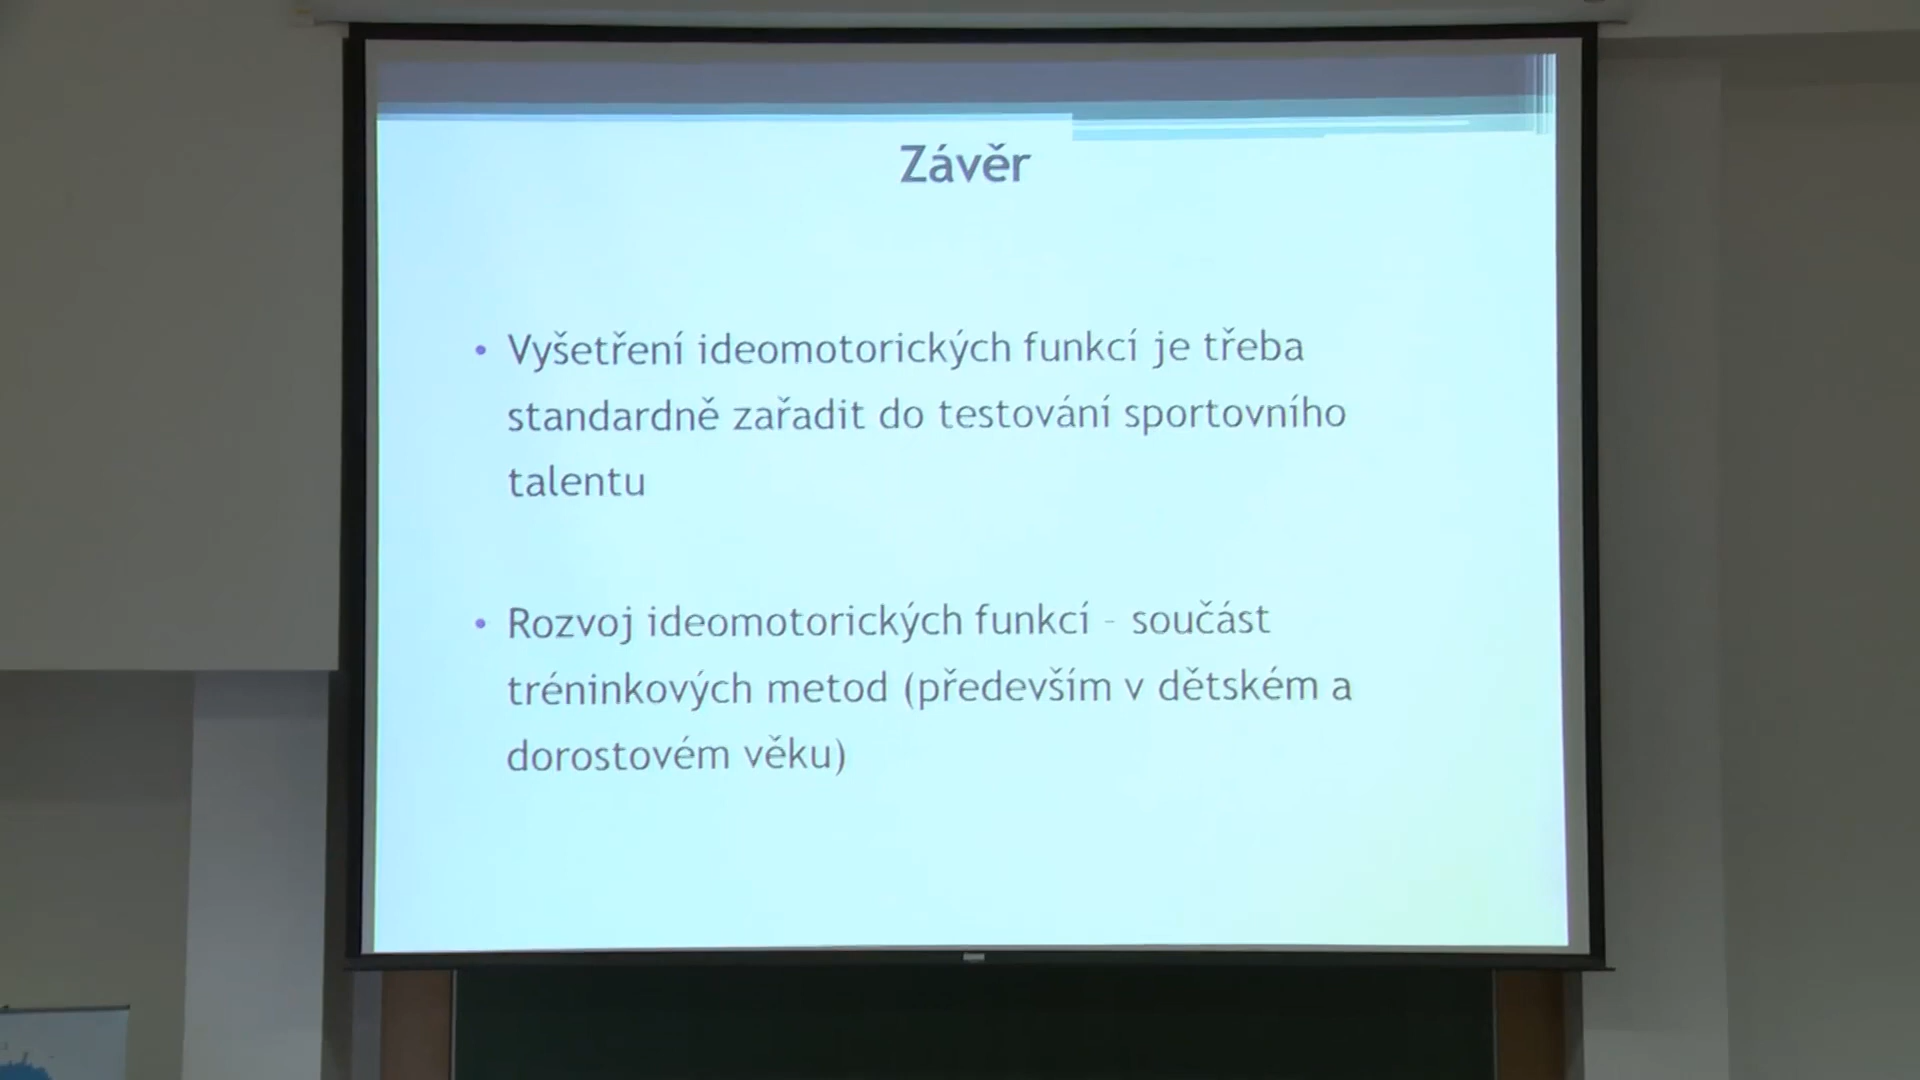 Závěr
• Vyšetření ideomotorických funkcí je třeba
standardně zařadit do testování sportovního
talentu
• Rozvoj ideomotorických funkcí - součást
tréninkových metod (především v dětském a
dorostovém věku)